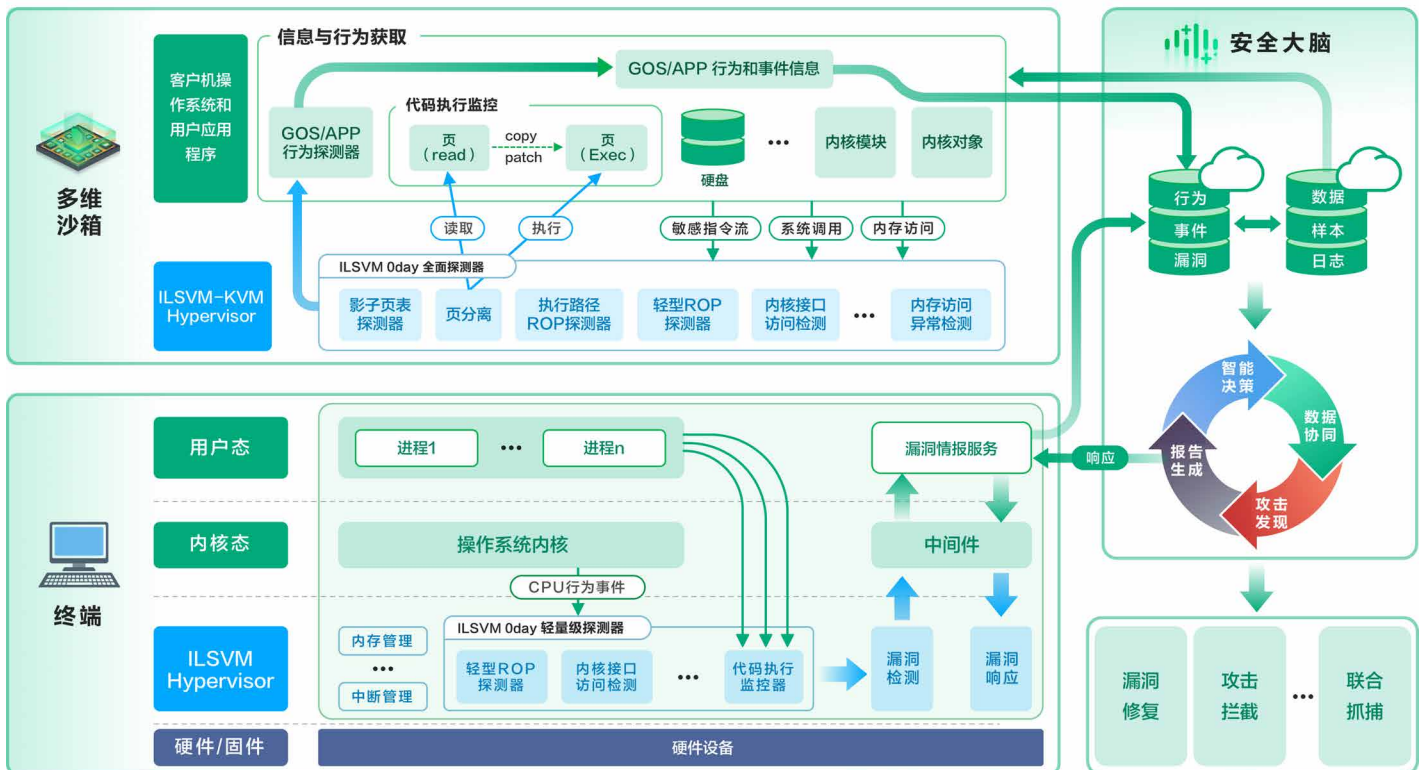 多维
沙箱
客户机操
作系统和
用户应用
程序
信息与行为获取
GOS/APP 行为和事件信息
GOS/APP
行为探测器
代码执行监控
页
（read）
copy
patch
页
（Exec）
硬盘
•••
内核模块
内核对象
读取
执行
敏感指令流
系统调用
内存访问
ILSVM-KVM
Hypervisor
ILSVM 0day 全面探测器
影子页表
探测器
页分离
执行路径
ROP探测器
轻型ROP
探测器
内核接口
访问检测
•••
内存访问
异常检测
安全大脑
行为
事件
漏洞
数据
样本
日志
智能
决策
数据
协同
攻击
发现
报告
生成
响应
终端
用户态
进程1
•••
进程n
漏洞情报服务
内核态
操作系统内核
中间件
CPU行为事件
ILSVM
Hypervisor
内存管理
•••
中断管理
ILSVM 0day 轻量级探测器
轻型ROP
探测器
内核接口
访问检测
•••
代码执行
监控器
漏洞
检测
漏洞
响应
硬件/固件
硬件设备
漏洞
修复
攻击
拦截
•••
联合
抓捕